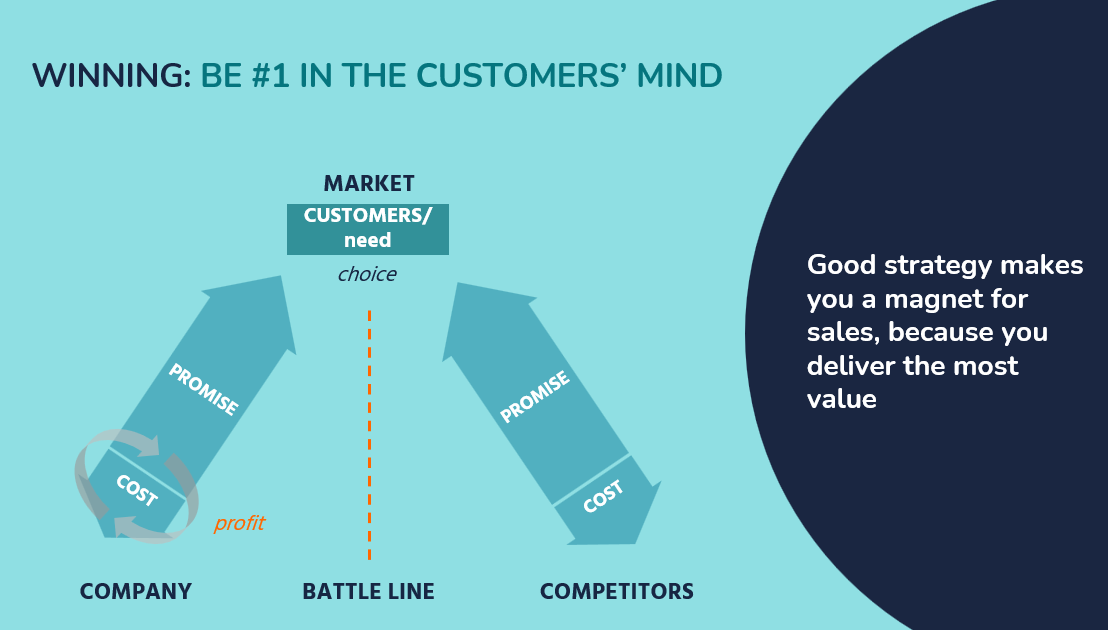 WINNING: BE #1 IN THE CUSTOMERS’ MIND
MARKET
CUSTOMERS/
need
choice
PROMISE
COST
profit
PROMISE
COST
COMPANY
BATTLE LINE
COMPETITORS
Good strategy makes
you a magnet for
sales, because you
deliver the most
value